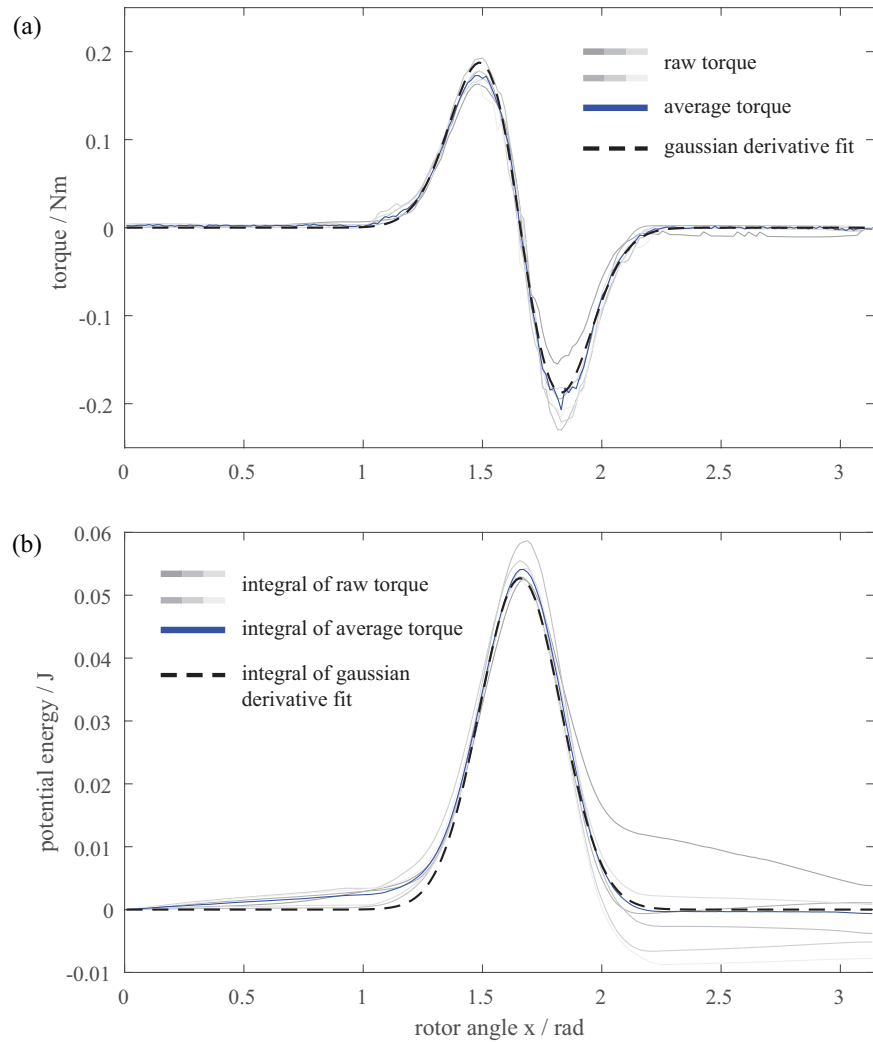 (a)
0.2
0.1
0
-0.1
-0.2
torque / Nm
raw torque
average torque
gaussian derivative fit
0 0.5 1 1.5 2 2.5 3
(b)
0.06
0.05
0.04
0.03
0.02
0.01
0
-0.01
potential energy / J
integral of raw torque
integral of average torque
integral of gaussian
derivative fit
0 0.5 1 1.5 2 2.5 3
rotor angle x / rad